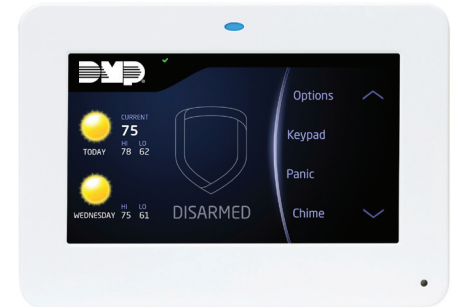 DMP
CURRENT
75
HI LO
TODAY 78 62
HI LO
WEDNESDAY 75 61
DISARMED
Options
Keypad
Panic
Chime